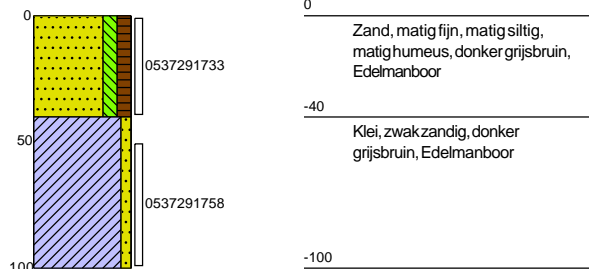 0
0537291733
50
0537291758
100
0
Zand, matig fijn, matig siltig,
matig humeus, donker grijsbruin,
Edelmanboor
-40
Klei, zwak zandig, donker
grijsbruin, Edelmanboor
-100